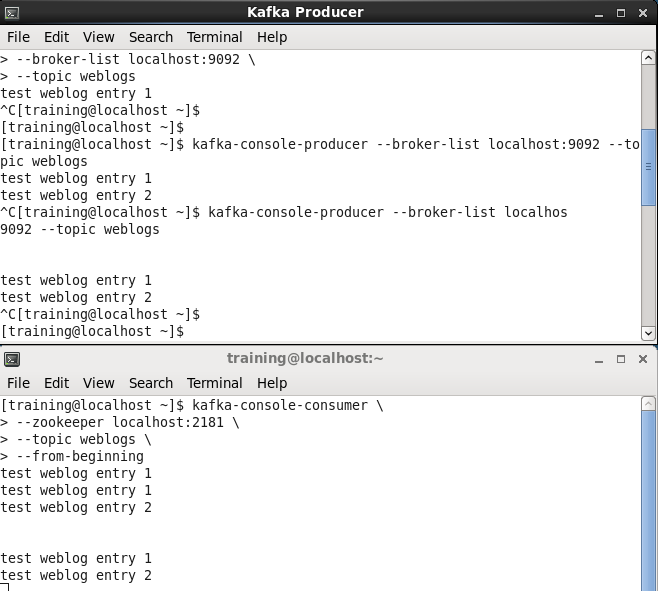 Kafka Producer
File Edit View Search Terminal Help
> --broker-list localhost:9092 \
> --topic weblogs
test weblog entry 1
^C[training@localhost ~]$
[training@localhost ~]$
[training@localhost ~]$ kafka-console-producer --broker-list localhost:9092 --to
pic weblogs
test weblog entry 1
test weblog entry 2
^C[training@localhost ~]$ kafka-console-producer --broker-list localhos
9092 --topic weblogs
test weblog entry 1
test weblog entry 2
^C[training@localhost ~]$
[training@localhost ~]$
training@localhost:~
File Edit View Search Terminal Help
[training@localhost ~]$ kafka-console-consumer \
> --zookeeper localhost:2181 \
> --topic weblogs \
> --from-beginning
test weblog entry 1
test weblog entry 1
test weblog entry 2
test weblog entry 1
test weblog entry 2